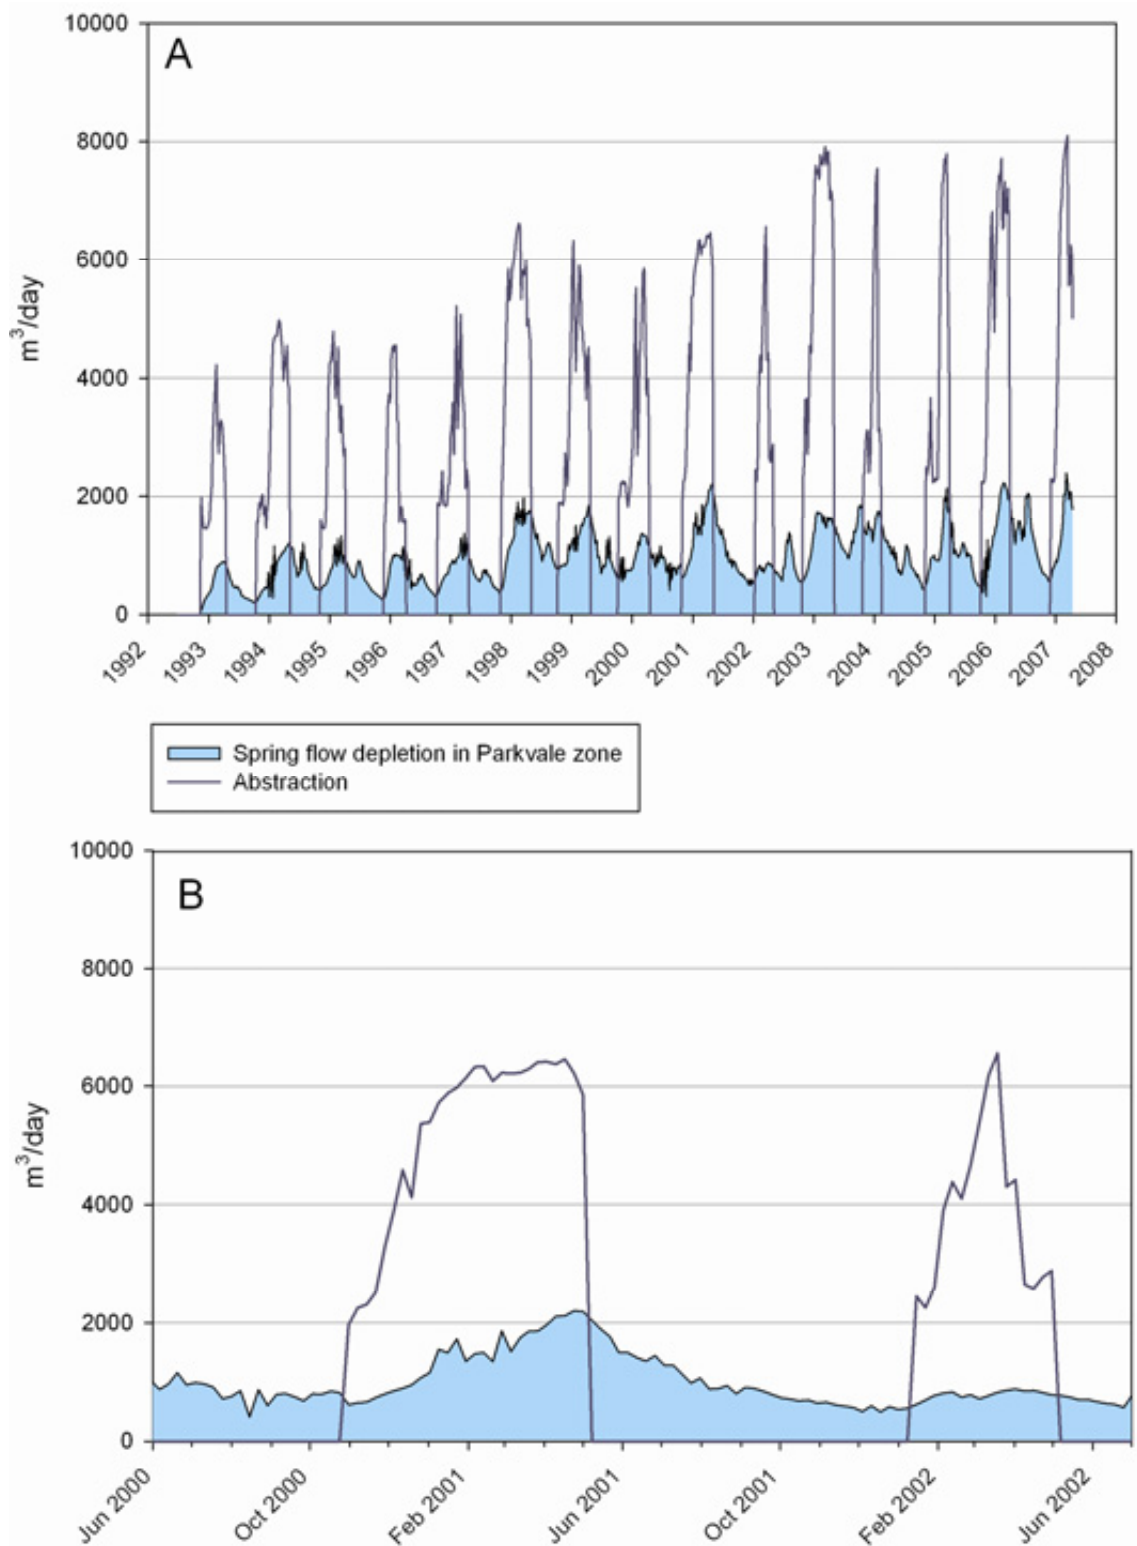 A
10000
8000
6000
4000
2000
0
m³/day
1992
1993
1994
1995
1996
1997
1998
1999
2000
2001
2002
2003
2004
2005
2006
2007
2008
Spring flow depletion in Parkvale zone
Abstraction
B
10000
8000
6000
4000
2000
0
m³/day
Jun 2000
Oct 2000
Feb 2001
Jun 2001
Oct 2001
Feb 2002
Jun 2002